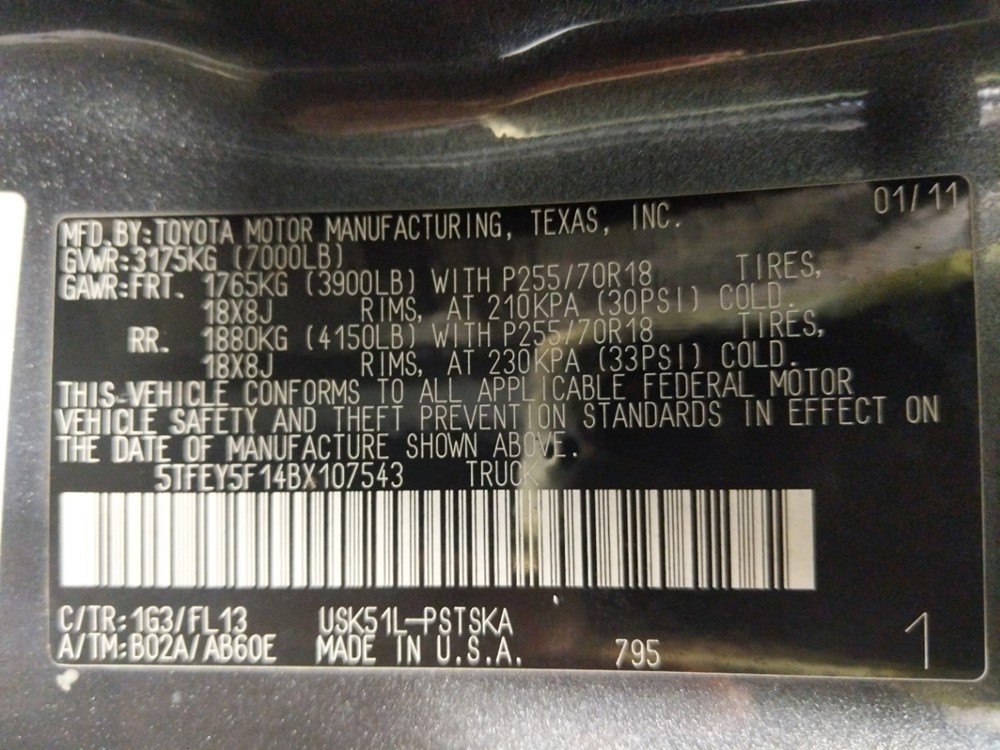 01/11
MFD.BY:TOYOTA MOTOR MANUFACTURING, TEXAS, INC.
GVWR:3175KG (7000LB)
GAWR:FRT. 1765KG (3900LB) WITH P255/70R18 TIRES,
18X8J RIMS, AT 210KPA (30PSI) COLD.
RR. 1880KG (4150LB) WITH P255/70R18 TIRES,
18X8J RIMS, AT 230KPA (33PSI) COLD.
THIS VEHICLE CONFORMS TO ALL APPLICABLE FEDERAL MOTOR
VEHICLE SAFETY AND THEFT PREVENTION STANDARDS IN EFFECT ON
THE DATE OF MANUFACTURE SHOWN ABOVE.
5TFEY5F14BX107543 TRUCK
C/TR:1G3/FL13 USK51L-PSTSKA
A/TM:B02A/AB60E MADE IN U.S.A. 795 1